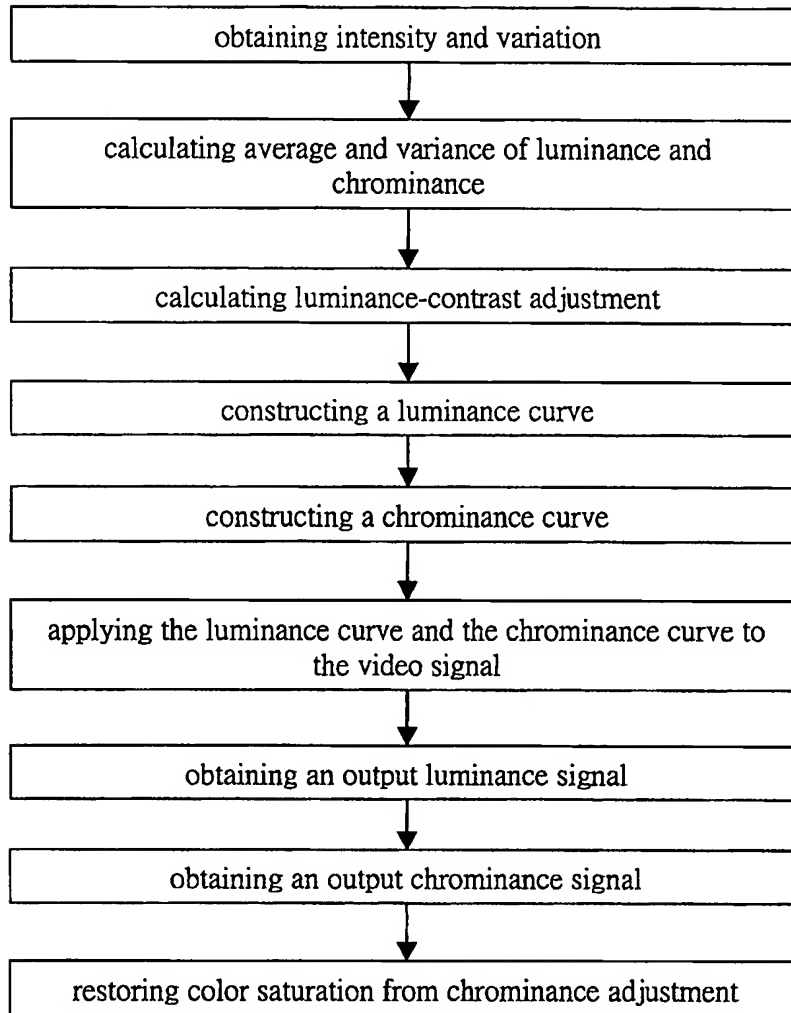 obtaining intensity and variation
calculating average and variance of luminance and
chrominance
calculating luminance-contrast adjustment
constructing a luminance curve
constructing a chrominance curve
applying the luminance curve and the chrominance curve to
the video signal
obtaining an output luminance signal
obtaining an output chrominance signal
restoring color saturation from chrominance adjustment